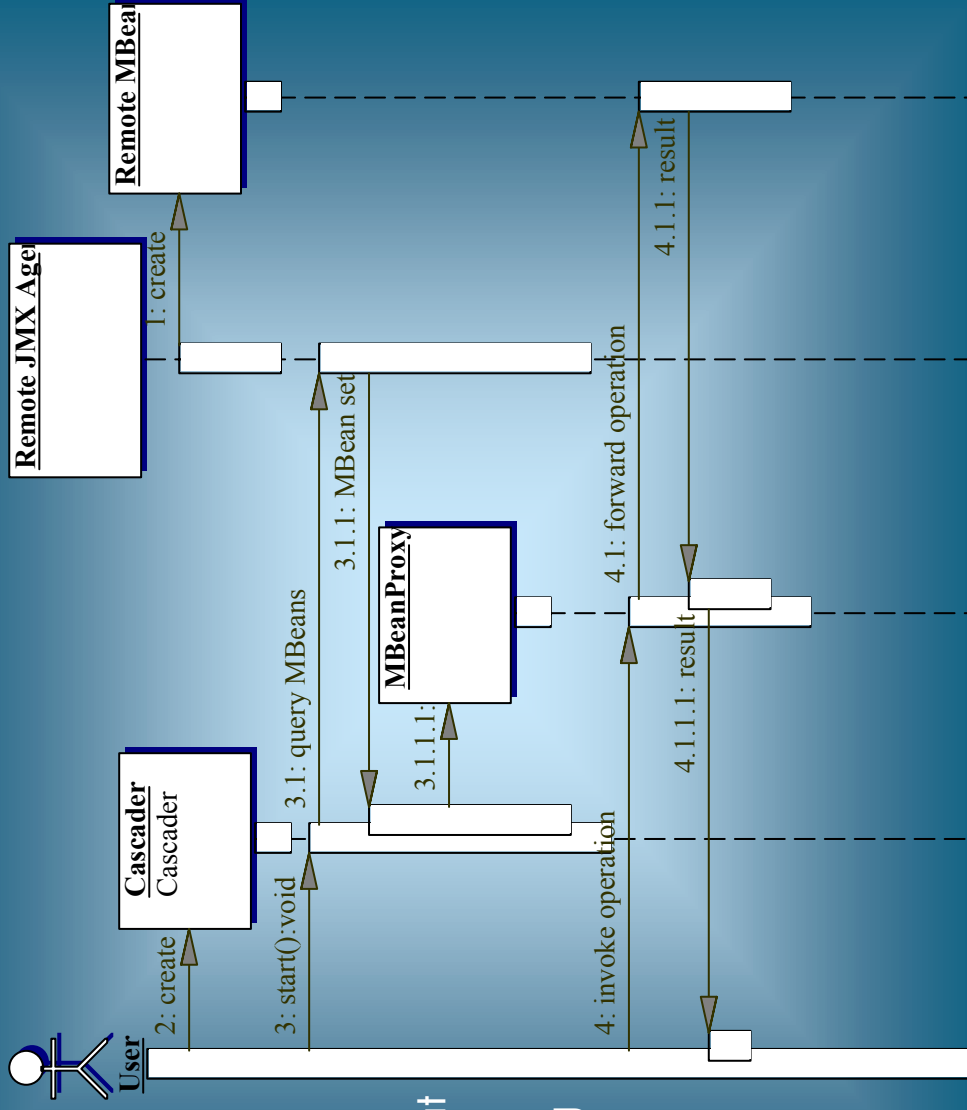 User
Cascader
Cascader
MBeanProxy
Remote JMX Age
Remote MBea
1: create
2: create
3: start():void
3.1: query MBeans
3.1.1: MBean set
3.1.1.1:
4: invoke operation
4.1: forward operation
4.1.1: result
4.1.1.1: result